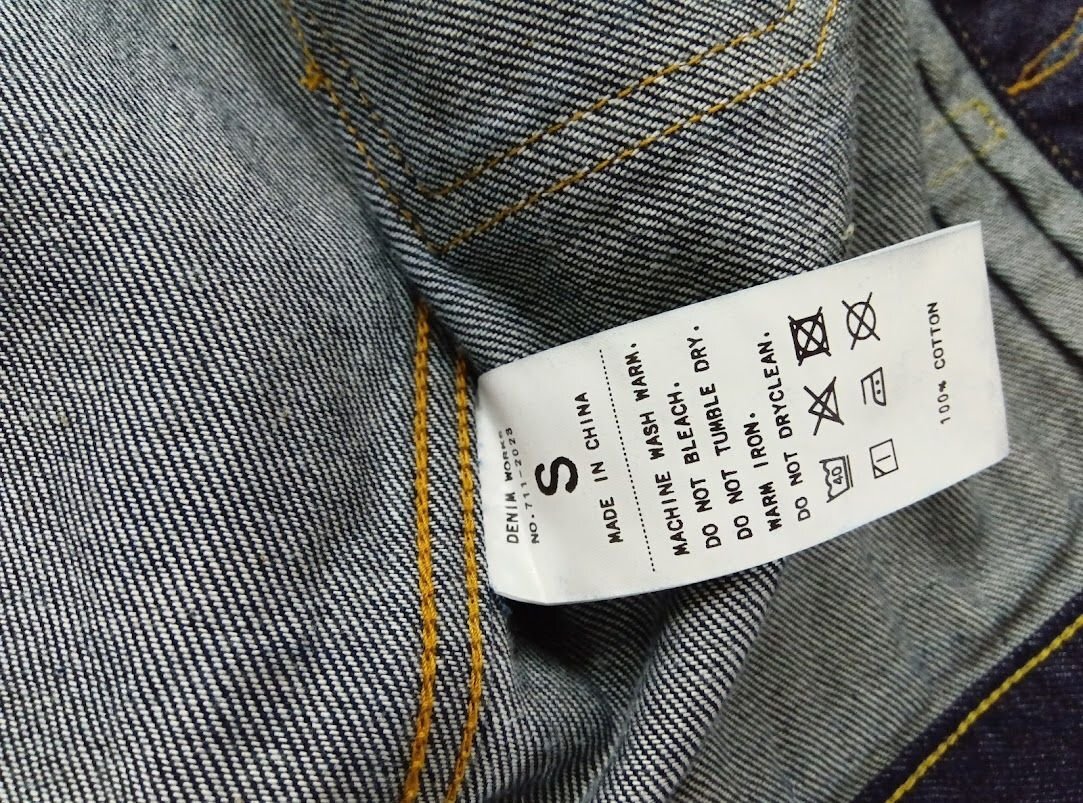 DENIM WORKS
NO.711-2023
S
MADE IN CHINA
MACHINE WASH WARM.
DO NOT BLEACH.
DO NOT TUMBLE DRY.
DO NOT IRON.
WARM IRON.
DO NOT DRYCLEAN.
40
100% COTTON